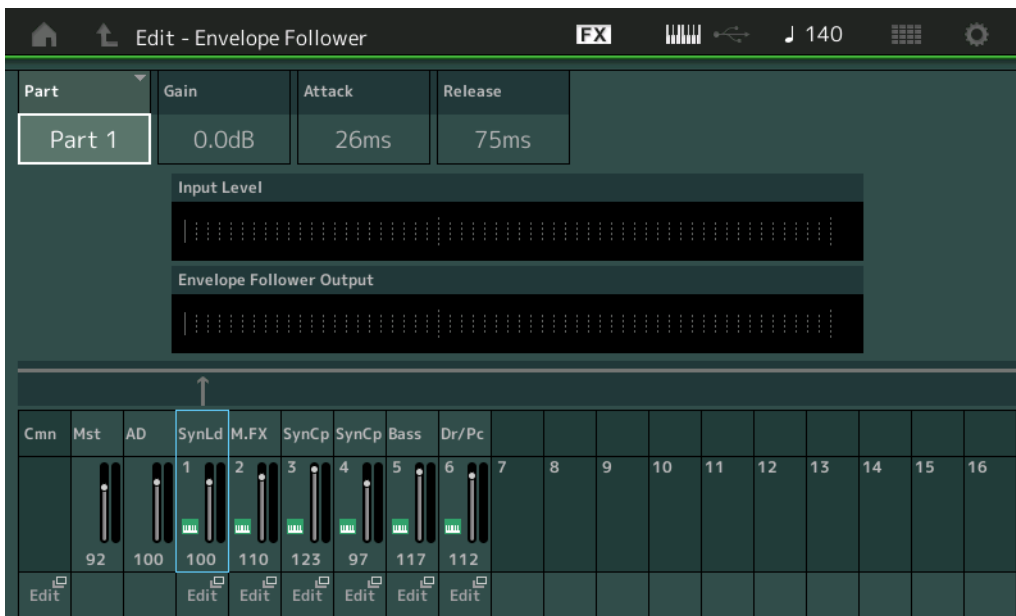 Edit - Envelope Follower FX 140
Part Gain Attack Release
Part 1 0.0dB 26ms 75ms
Input Level
Envelope Follower Output
Cmn Mst AD SynLd M.FX SynCp SynCp Bass Dr/Pc
1 2 3 4 5 6 7 8 9 10 11 12 13 14 15 16
92 100 100 110 123 97 117 112
Edit Edit Edit Edit Edit Edit Edit